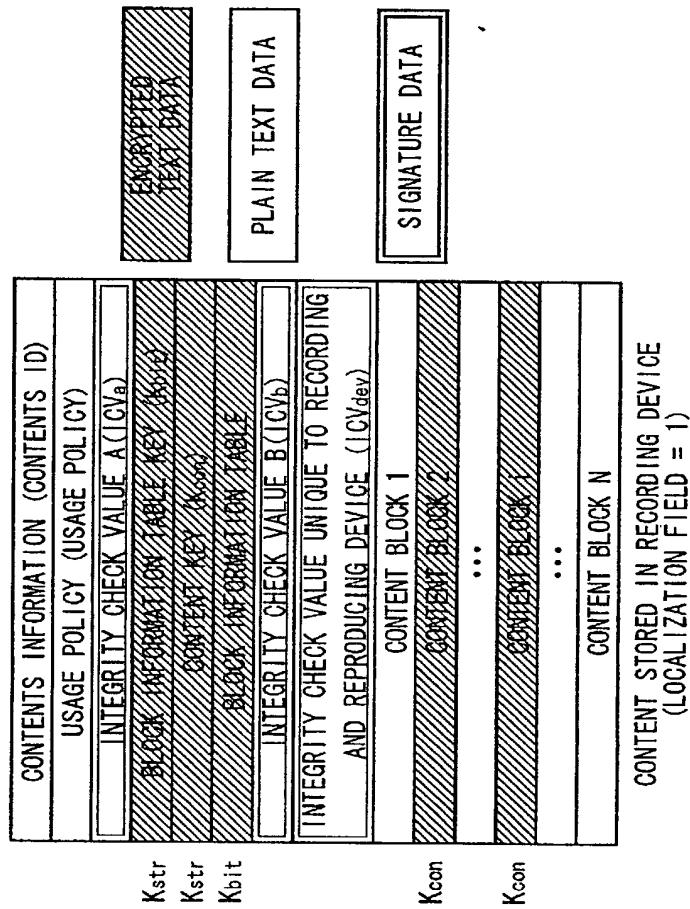 CONTENTS INFORMATION (CONTENTS ID)
USAGE POLICY (USAGE POLICY)
INTEGRITY CHECK VALUE A(ICVa)
Kstr BLOCK INFORMATION TABLE KEY (Kbit)
Kstr CONTENT KEY (Kcon)
Kbit BLOCK INFORMATION TABLE
INTEGRITY CHECK VALUE B(ICVb)
INTEGRITY CHECK VALUE UNIQUE TO RECORDING
AND REPRODUCING DEVICE (ICVdev)
CONTENT BLOCK 1
Kcon CONTENT BLOCK 2
•••
Kcon CONTENT BLOCK i
•••
CONTENT BLOCK N
CONTENT STORED IN RECORDING DEVICE
(LOCALIZATION FIELD = 1)
ENCRYPTED
TEXT DATA
PLAIN TEXT DATA
SIGNATURE DATA